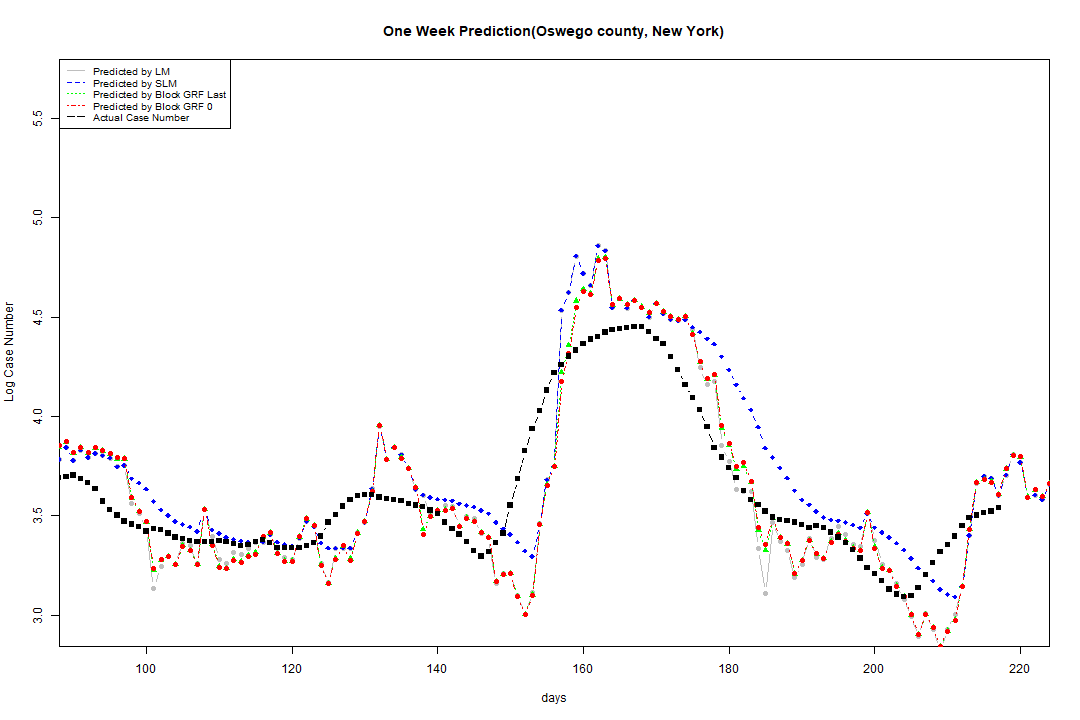 One Week Prediction(Oswego county, New York)
Predicted by LM
Predicted by SLM
Predicted by Block GRF Last
Predicted by Block GRF 0
Actual Case Number
Log Case Number
5.5
5.0
4.5
4.0
3.5
3.0
100 120 140 160 180 200 220
days